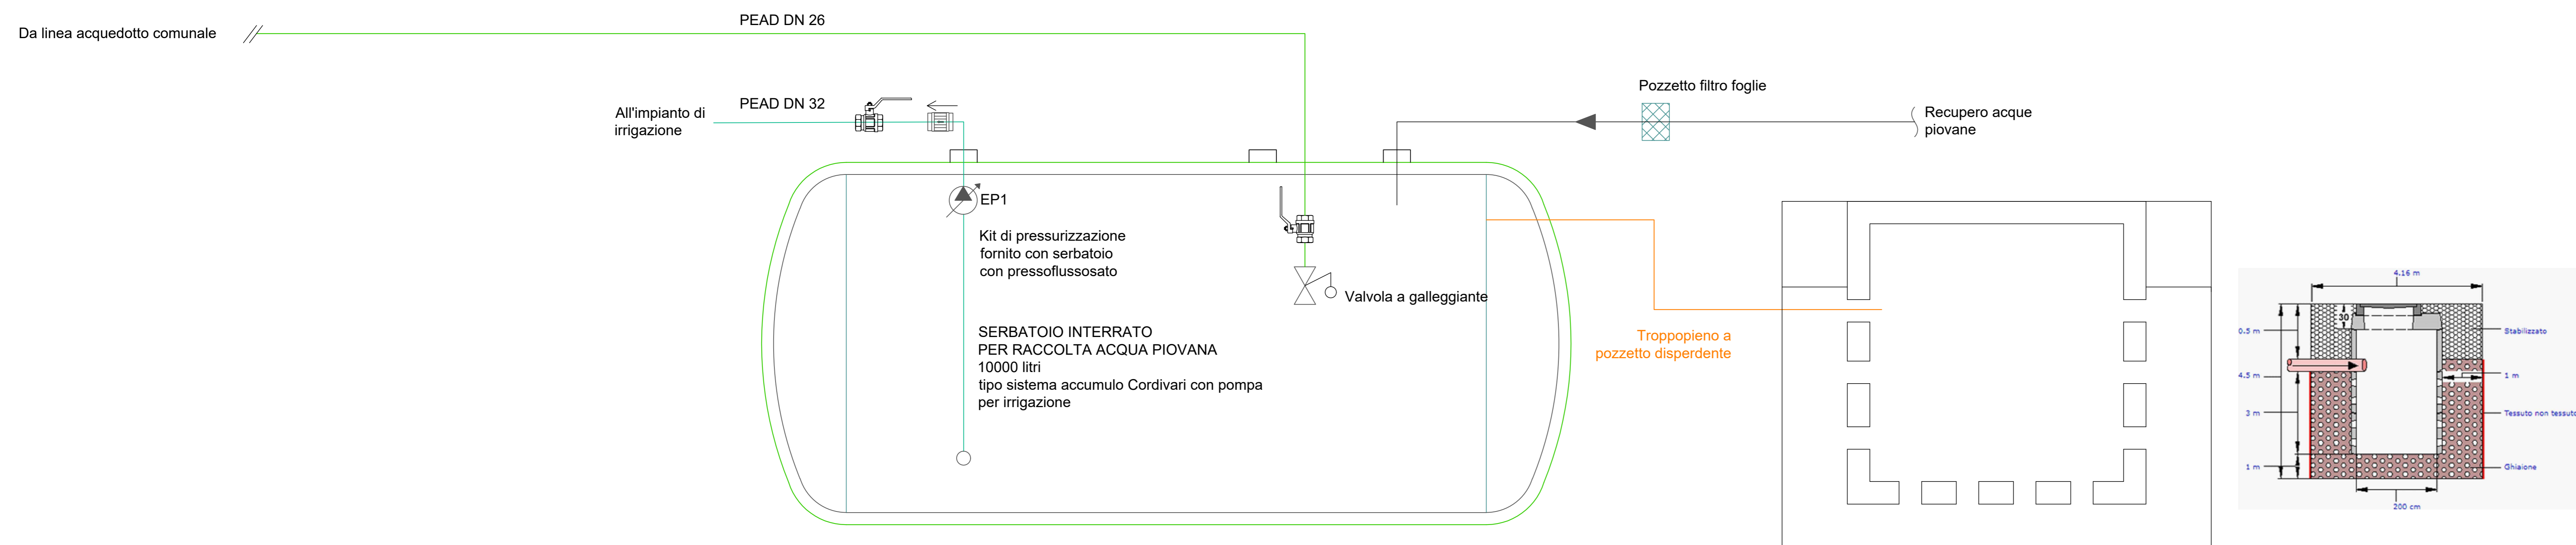 PEAD DN 26
Da linea acquedotto comunale
PEAD DN 32
All'impianto di
irrigazione
Pozzetto filtro foglie
Recupero acque
piovane
EP1
Kit di pressurizzazione
fornito con serbatoio
con pressoflussosato
Valvola a galleggiante
SERBATOIO INTERRATO
PER RACCOLTA ACQUA PIOVANA
10000 litri
tipo sistema accumulo Cordivari con pompa
per irrigazione
Troppopieno a
pozzetto disperdente
4.16 m
30
0.5 m
Stabilizzato
4.5 m
1 m
3 m
Tessuto non tessuto
1 m
Ghiaione
200 cm